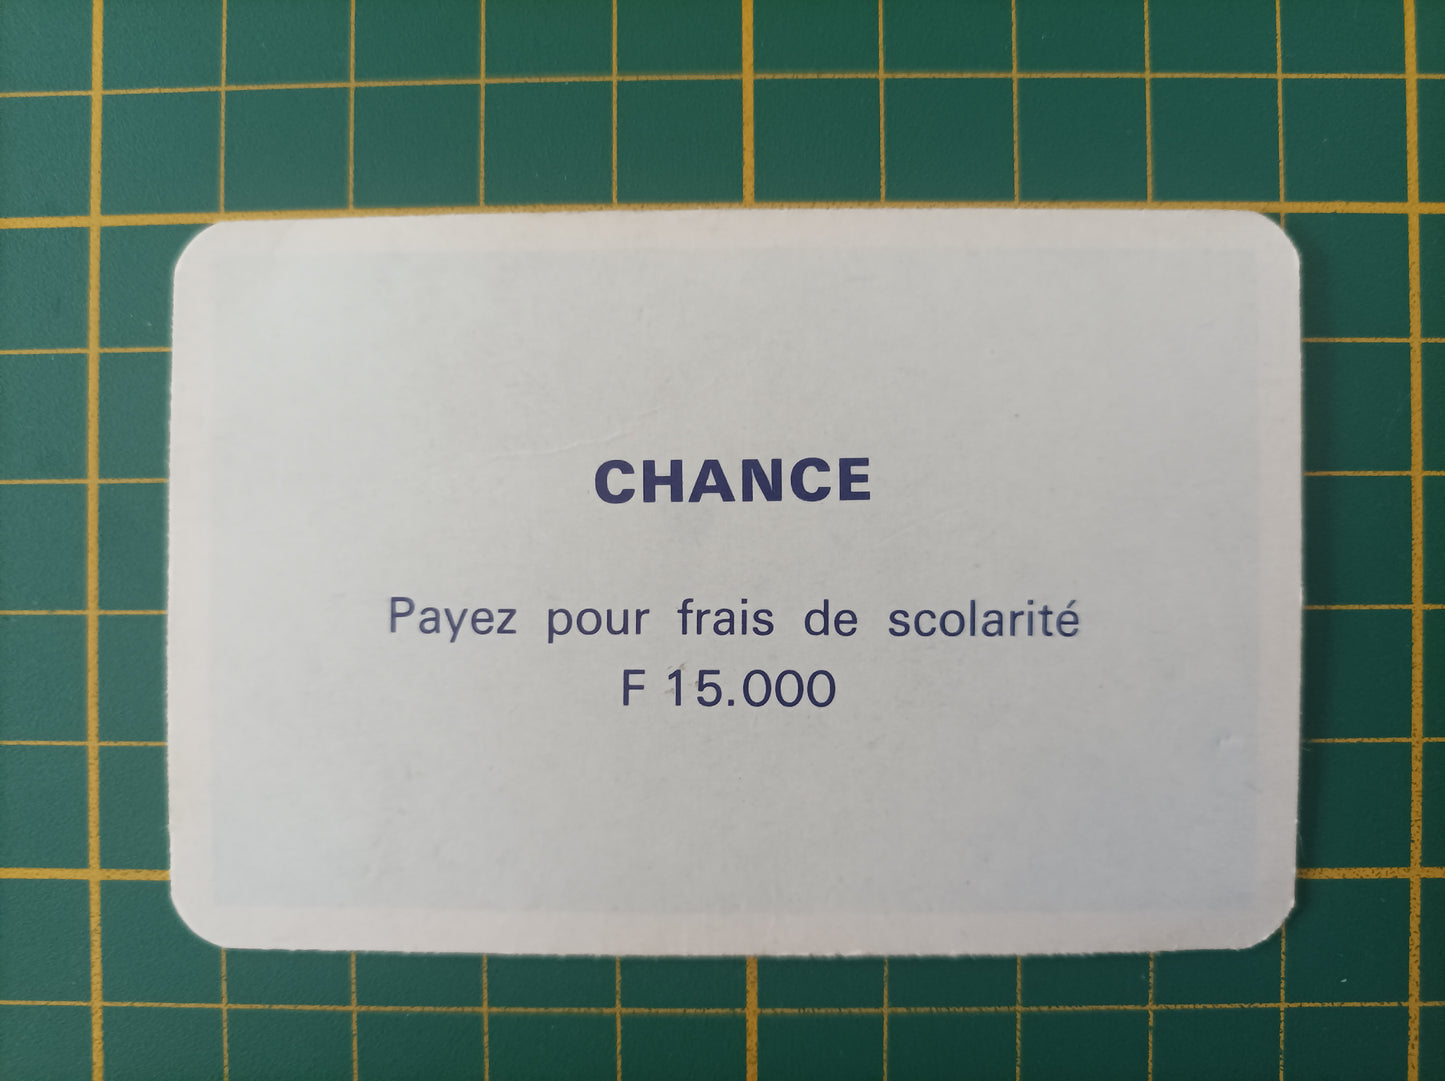 CHANCE
Payez pour frais de scolarité
F 15.000